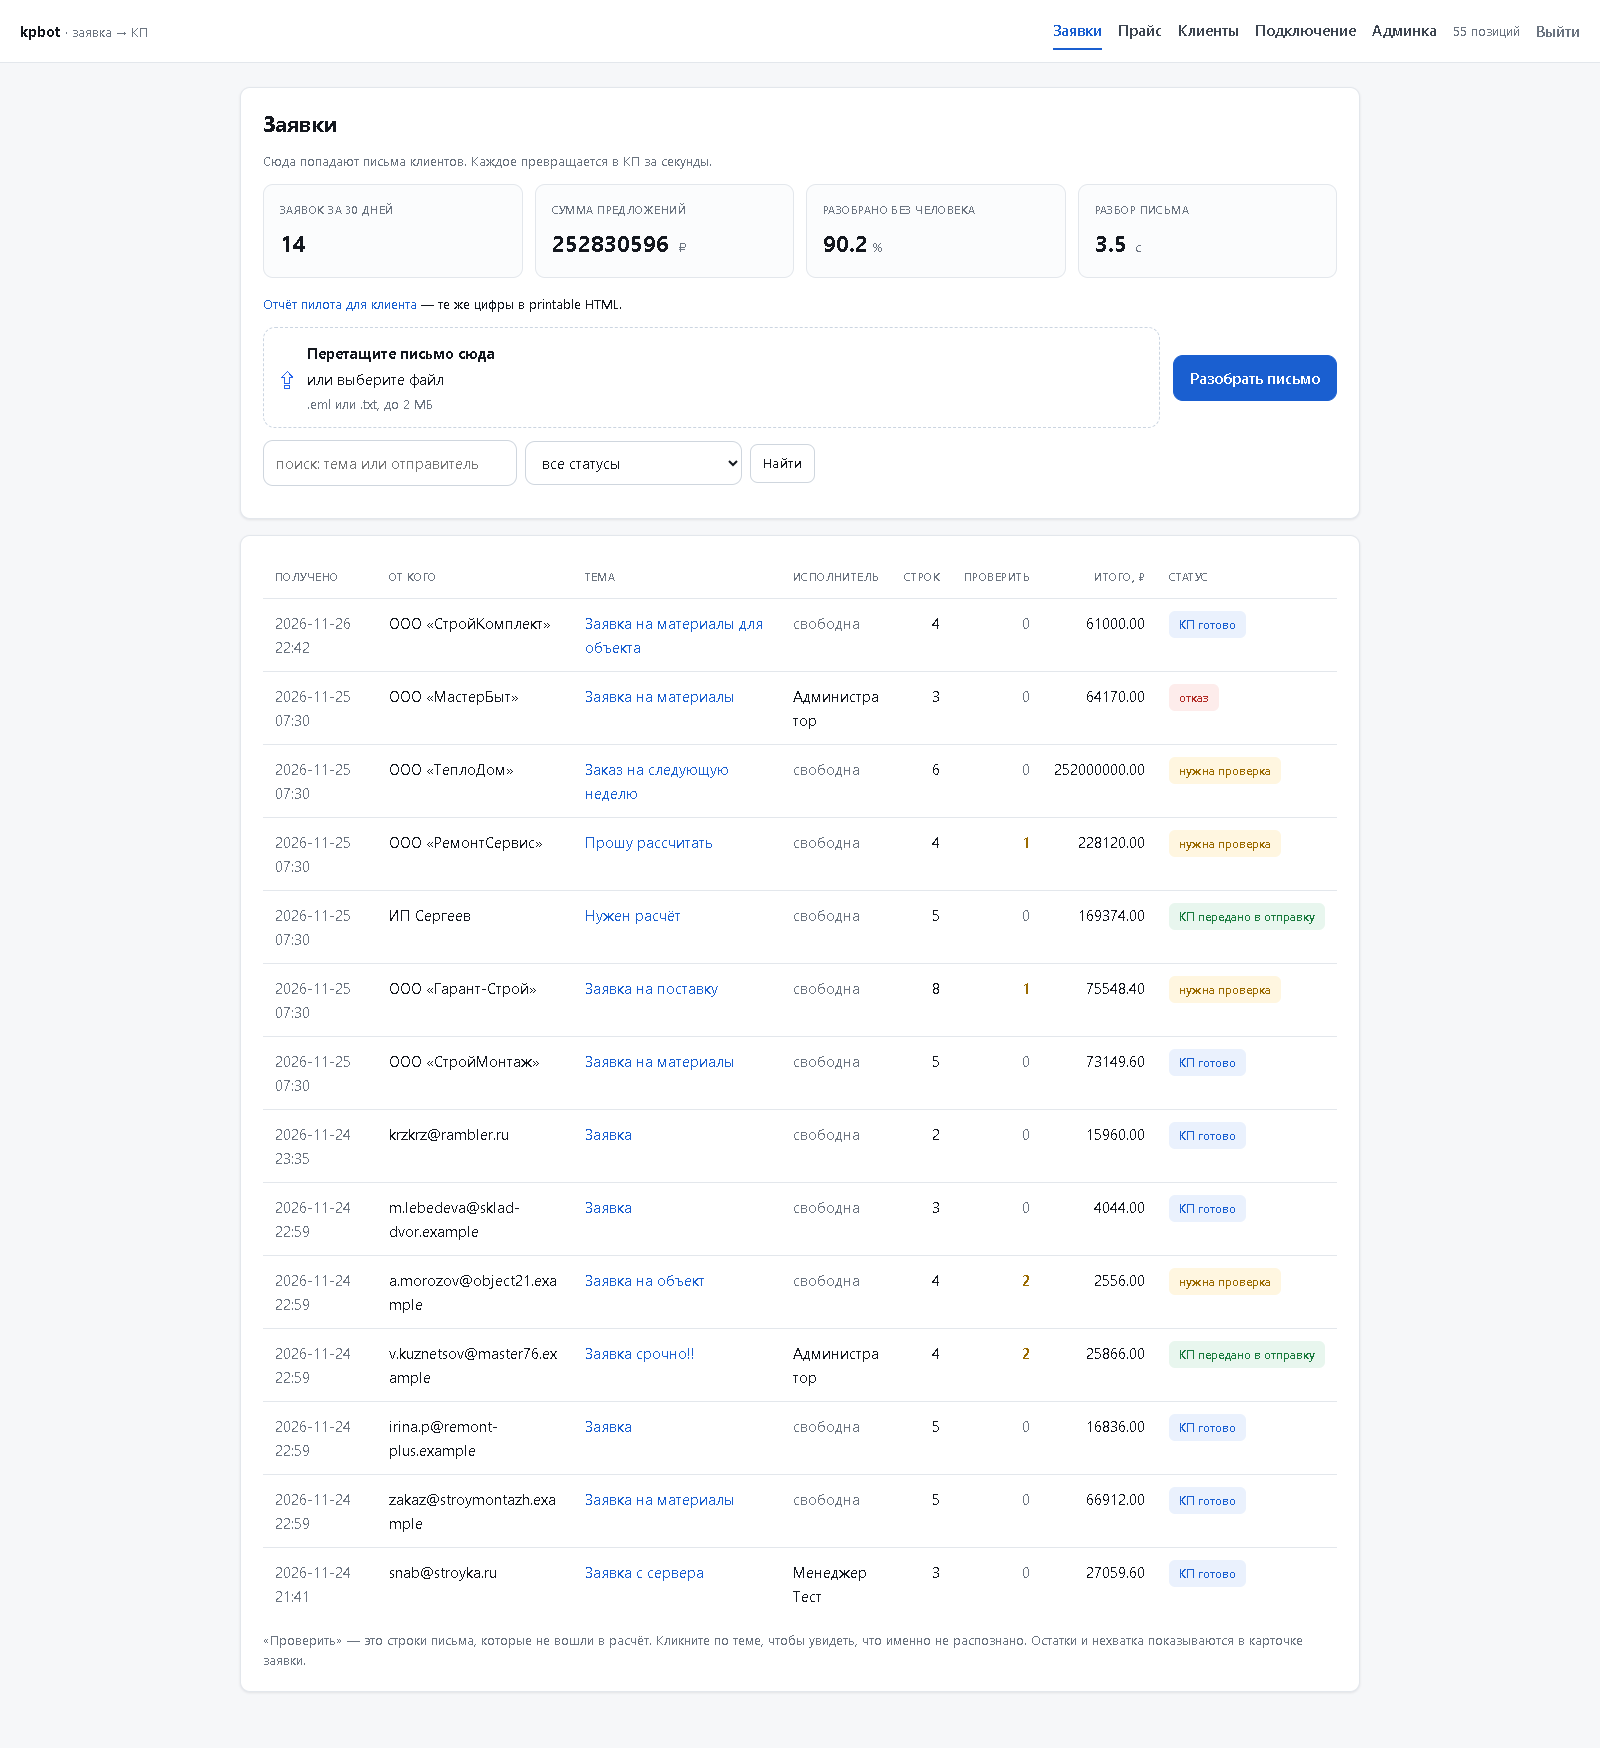 kpbot · заявка → КП
Заявки Прайс Клиенты Подключение Админка 55 позиций Выйти
Заявки
Сюда попадают письма клиентов. Каждое превращается в КП за секунды.
ЗАЯВОК ЗА 30 ДНЕЙ
14
СУММА ПРЕДЛОЖЕНИЙ
252830596 ₽
РАЗОБРАНО БЕЗ ЧЕЛОВЕКА
90.2 %
РАЗБОР ПИСЬМА
3.5 с
Отчёт пилота для клиента — те же цифры в printable HTML.
Перетащите письмо сюда
или выберите файл
.eml или .txt, до 2 МБ
Разобрать письмо
поиск: тема или отправитель
все статусы
Найти
ПОЛУЧЕНО ОТ КОГО ТЕМА ИСПОЛНИТЕЛЬ СТРОК ПРОВЕРИТЬ ИТОГО, ₽ СТАТУС
2026-11-26 ООО «СтройКомплект» Заявка на материалы для свободна 4 0 61000.00 КП готово
22:42 объекта
2026-11-25 ООО «МастерБыт» Заявка на материалы Администра 3 0 64170.00 отказ
07:30 тор
2026-11-25 ООО «ТеплоДом» Заказ на следующую свободна 6 0 252000000.00 нужна проверка
07:30 неделю
2026-11-25 ООО «РемонтСервис» Прошу рассчитать свободна 4 1 228120.00 нужна проверка
07:30
2026-11-25 ИП Сергеев Нужен расчёт свободна 5 0 169374.00 КП передано в отправку
07:30
2026-11-25 ООО «Гарант-Строй» Заявка на поставку свободна 8 1 75548.40 нужна проверка
07:30
2026-11-25 ООО «СтройМонтаж» Заявка на материалы свободна 5 0 73149.60 КП готово
07:30
2026-11-24 krzkrz@rambler.ru Заявка свободна 2 0 15960.00 КП готово
23:35
2026-11-24 m.lebedeva@sklad- Заявка свободна 3 0 4044.00 КП готово
22:59 dvor.example
2026-11-24 a.morozov@object21.exa Заявка на объект свободна 4 2 2556.00 нужна проверка
22:59 mple
2026-11-24 v.kuznetsov@master76.ex Заявка срочно!! Администра 4 2 25866.00 КП передано в отправку
22:59 ample тор
2026-11-24 irina.p@remont- Заявка свободна 5 0 16836.00 КП готово
22:59 plus.example
2026-11-24 zakaz@stroymontazh.exa Заявка на материалы свободна 5 0 66912.00 КП готово
22:59 mple
2026-11-24 snab@stroyka.ru Заявка с сервера Менеджер 3 0 27059.60 КП готово
21:41 Тест
«Проверить» — это строки письма, которые не вошли в расчёт. Кликните по теме, чтобы увидеть, что именно не распознано. Остатки и нехватка показываются в карточке
заявки.